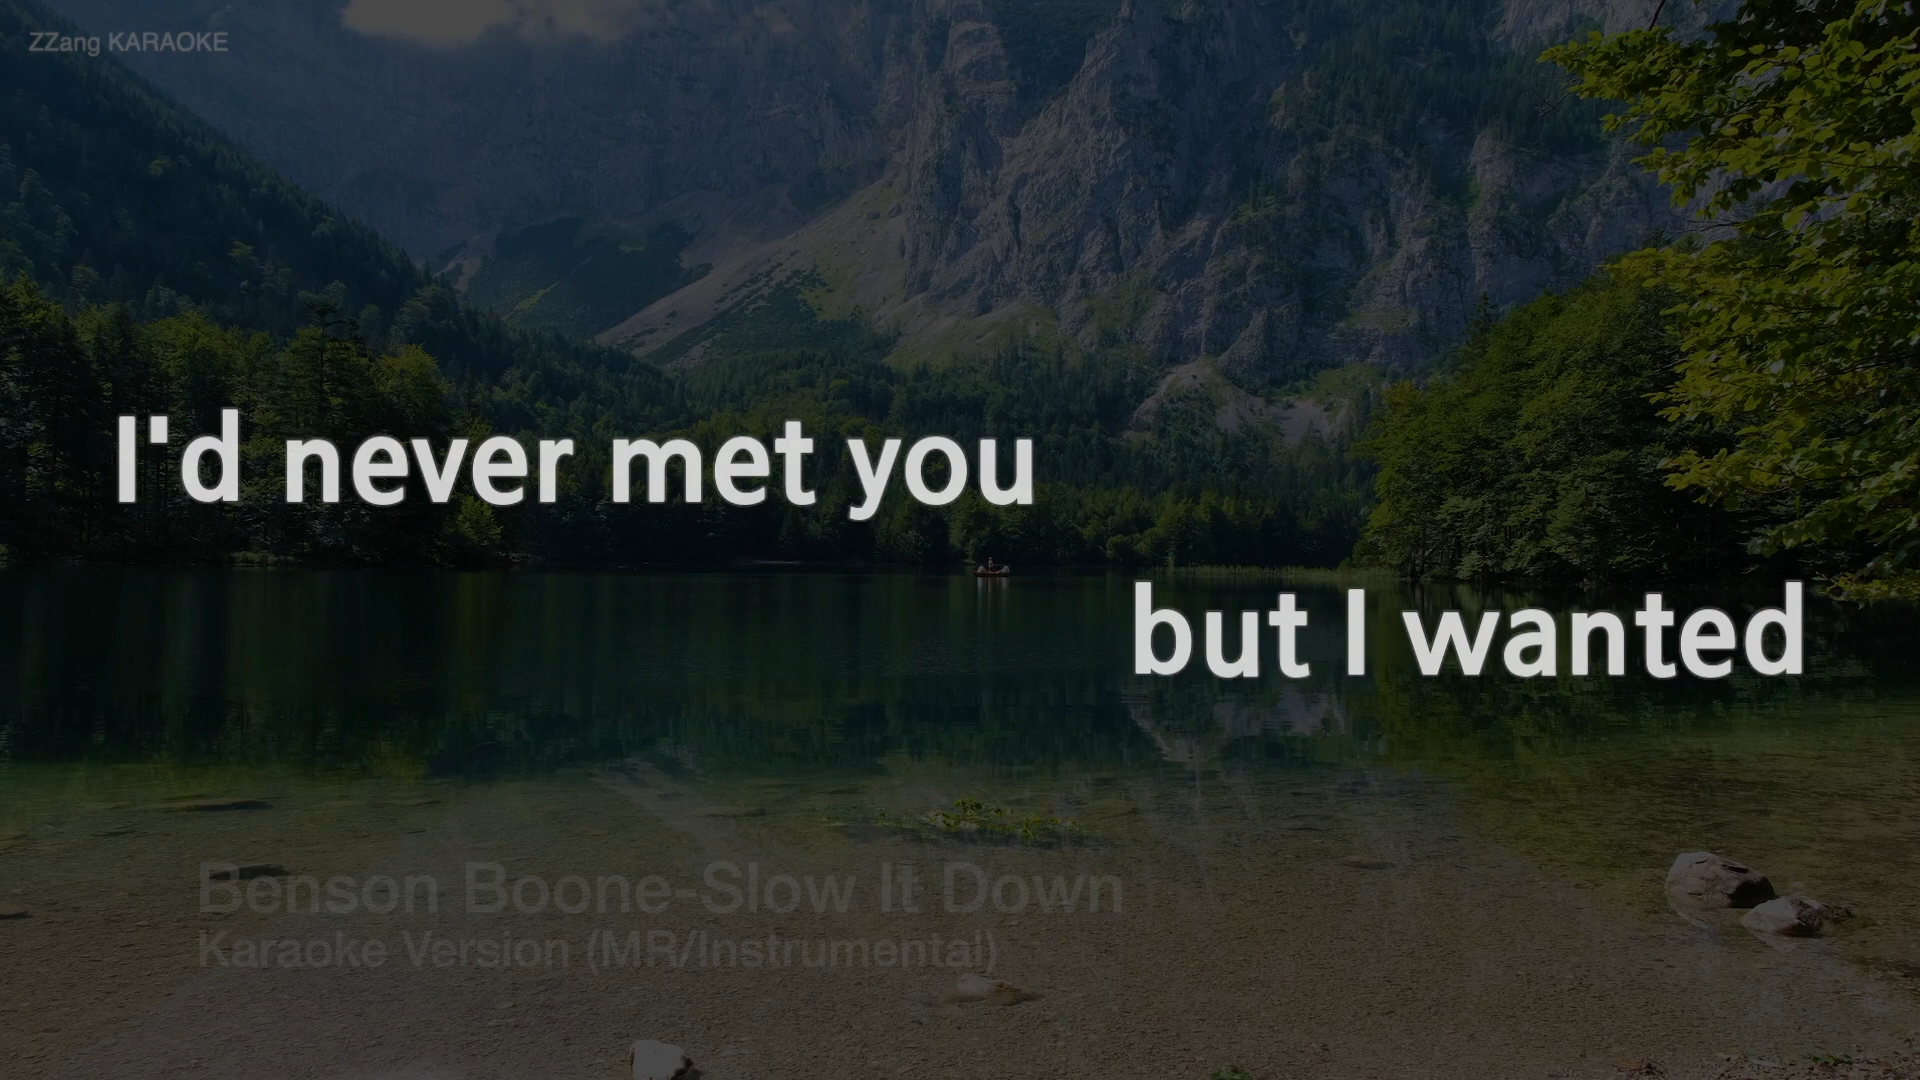 ZZang KARAOKE
I'd never met you
but I wanted
Benson Boone-Slow It Down
Karaoke Version (MR/Instrumental)